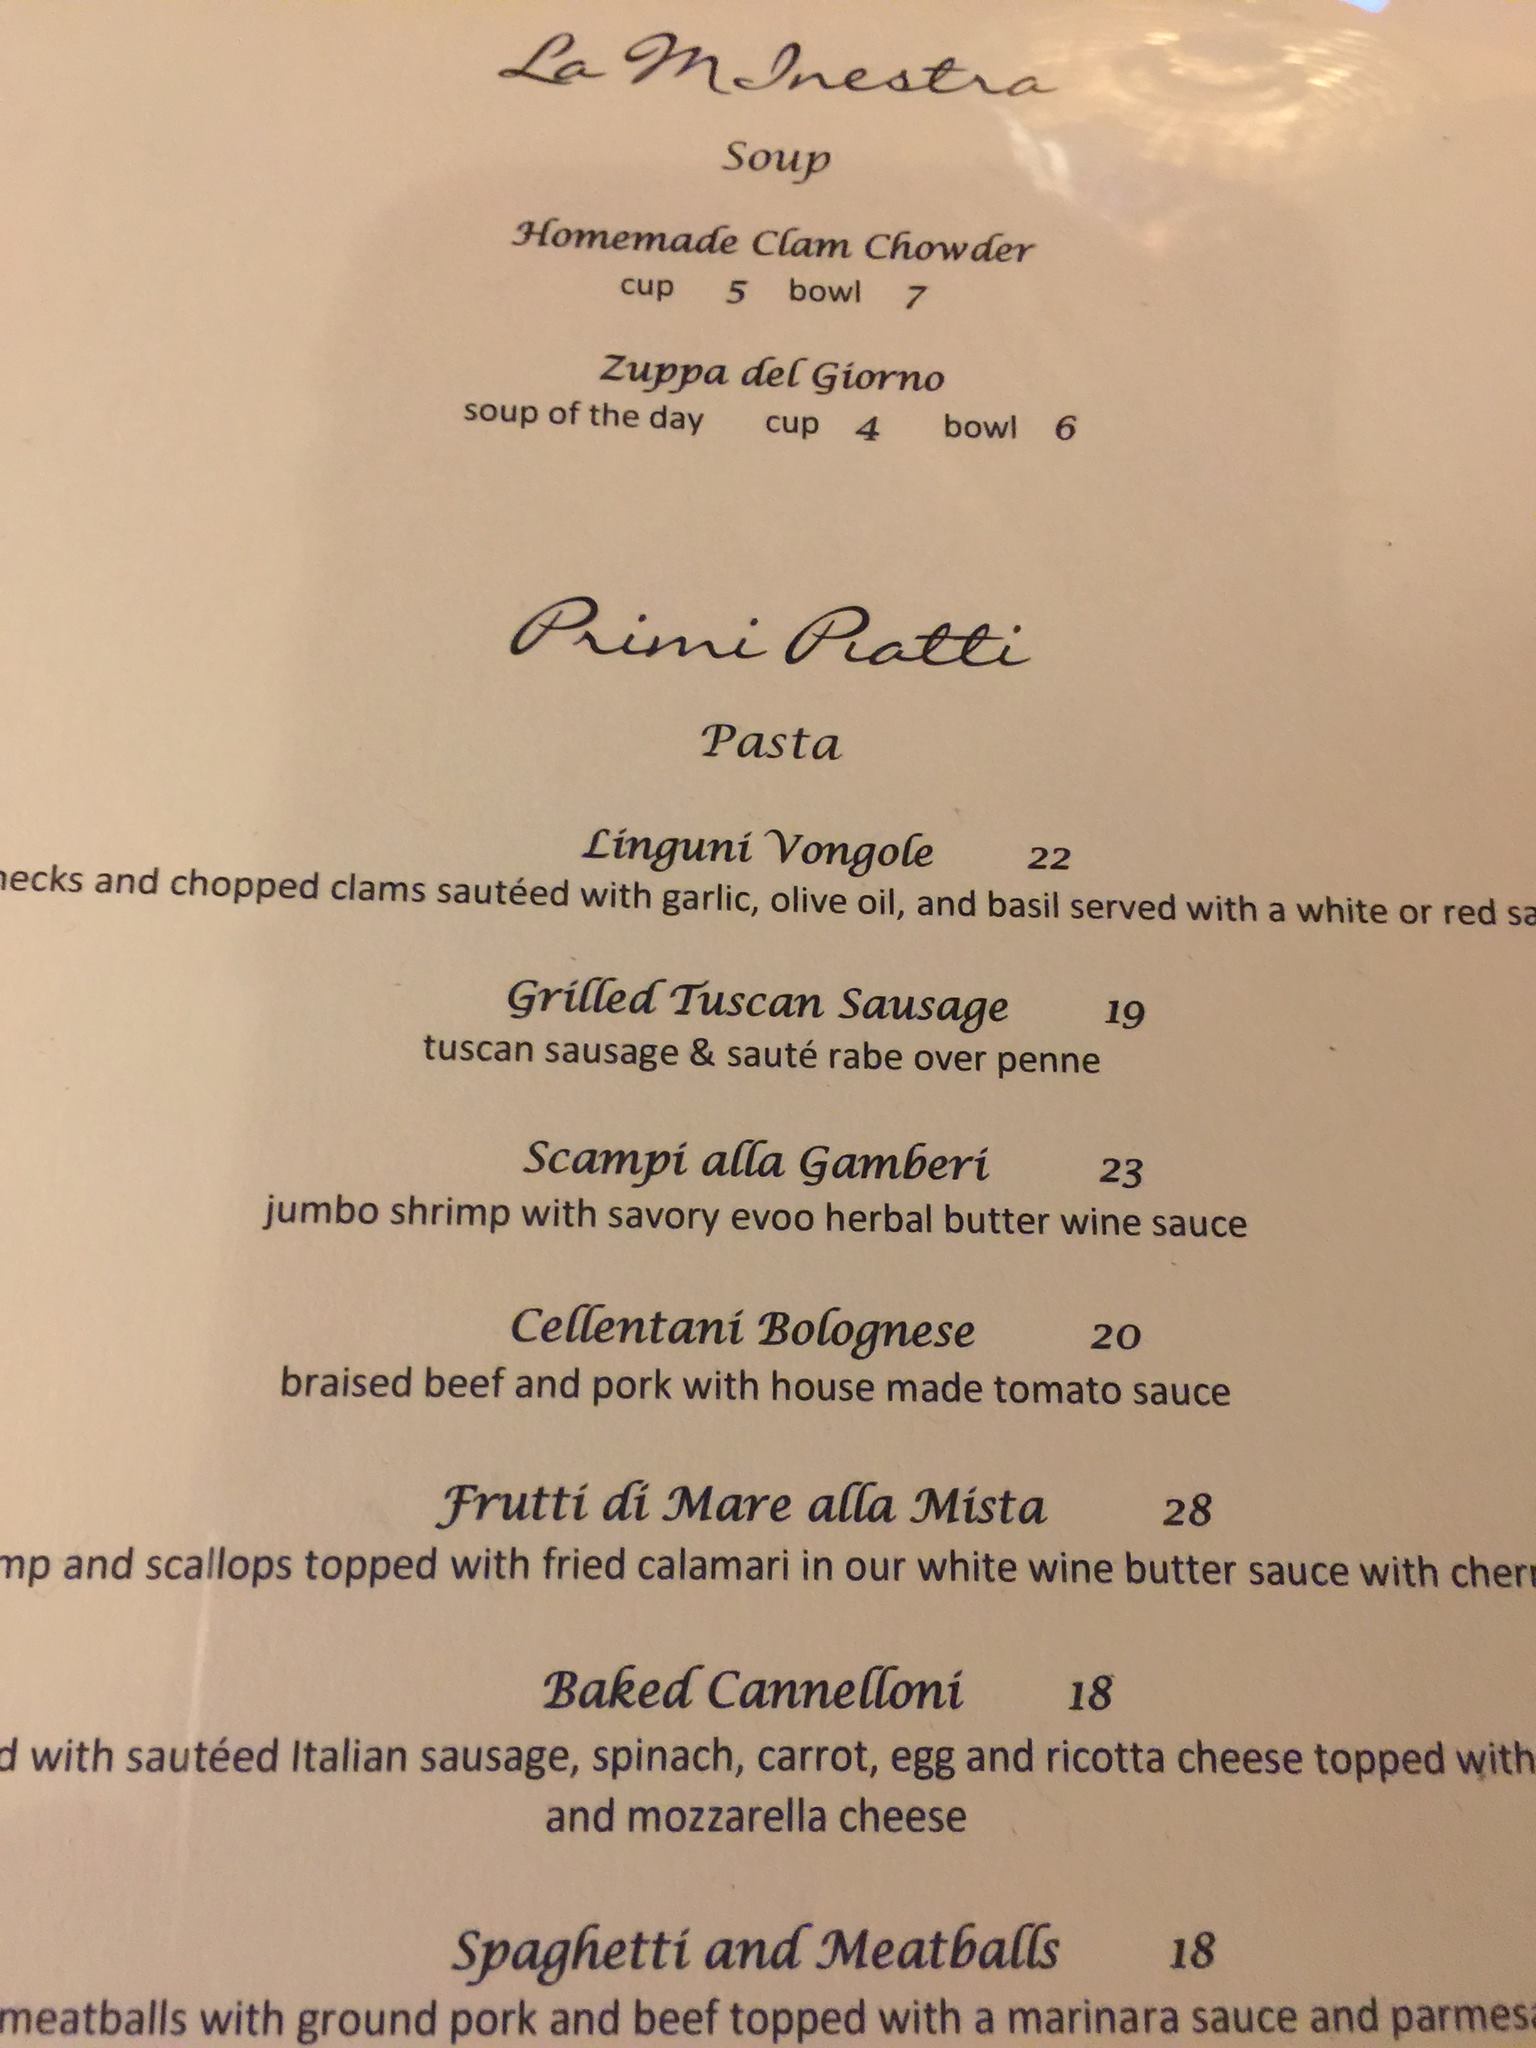 La MInestra
Soup
Homemade Clam Chowder
cup 5 bowl 7
Zuppa del Giorno
soup of the day cup 4 bowl 6
Primi Piatti
Pasta
Linguni Vongole 22
and chopped clams sautéed with garlic, olive oil, and basil served with a white or red
Grilled Tuscan Sausage 19
tuscan sausage & sauté rabe over penne
Scampi alla Gamberi 23
jumbo shrimp with savory evoo herbal butter wine sauce
Cellentani Bolognese 20
braised beef and pork with house made tomato sauce
Frutti di Mare alla Mista 28
and scallops topped with fried calamari in our white wine butter sauce with
Baked Cannelloni 18
with sautéed Italian sausage, spinach, carrot, egg and ricotta cheese topped with
and mozzarella cheese
Spaghetti and Meatballs 18
meatballs with ground pork and beef topped with a marinara sauce and